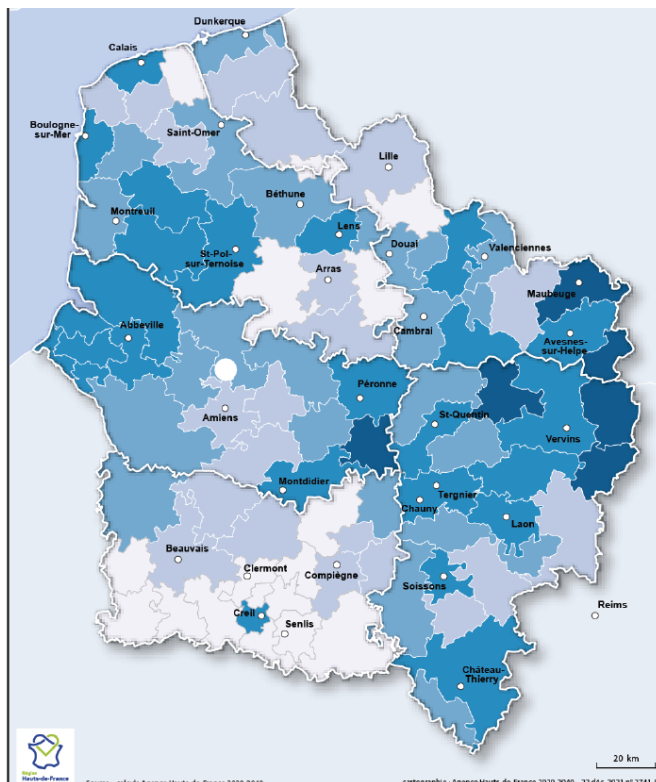 Dunkerque
Calais
Boulogne-
sur-Mer
Saint-Omer
Lille
Béthune
Montreuil
Lens
Douai
Valenciennes
St-Pol-
sur-Ternoise
Arras
Maubeuge
Abbeville
Cambrai
Avesnes-
sur-Helpe
Péronne
St-Quentin
Amiens
Vervins
Montdidier
Tergnier
Chauny
Laon
Beauvais
Clermont
Compiègne
Soissons
Creil
Senlis
Reims
Château-
Thierry
Région
Hauts-de-France
20 km